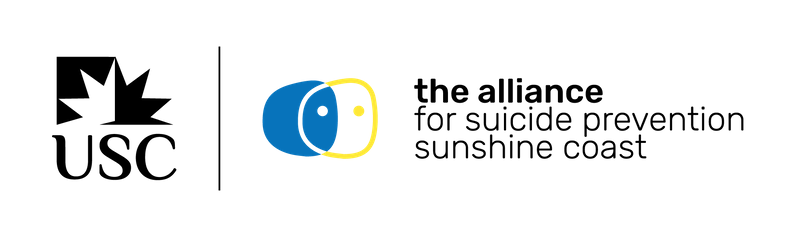 USC
the alliance
for suicide prevention
sunshine coast